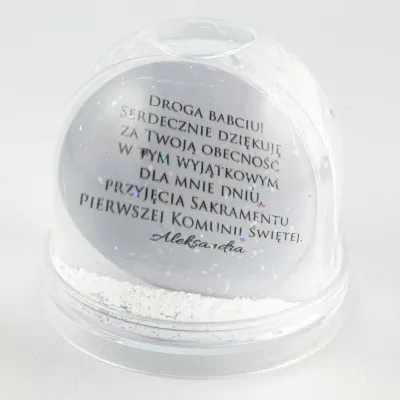 Droga babciu!
Serdecznie dziękuję
za Twoją obecność
w tym wyjątkowym
dla mnie dniu,
przyjęcia Sakramentu
Pierwszej Komunii Świętej.
Aleksandra